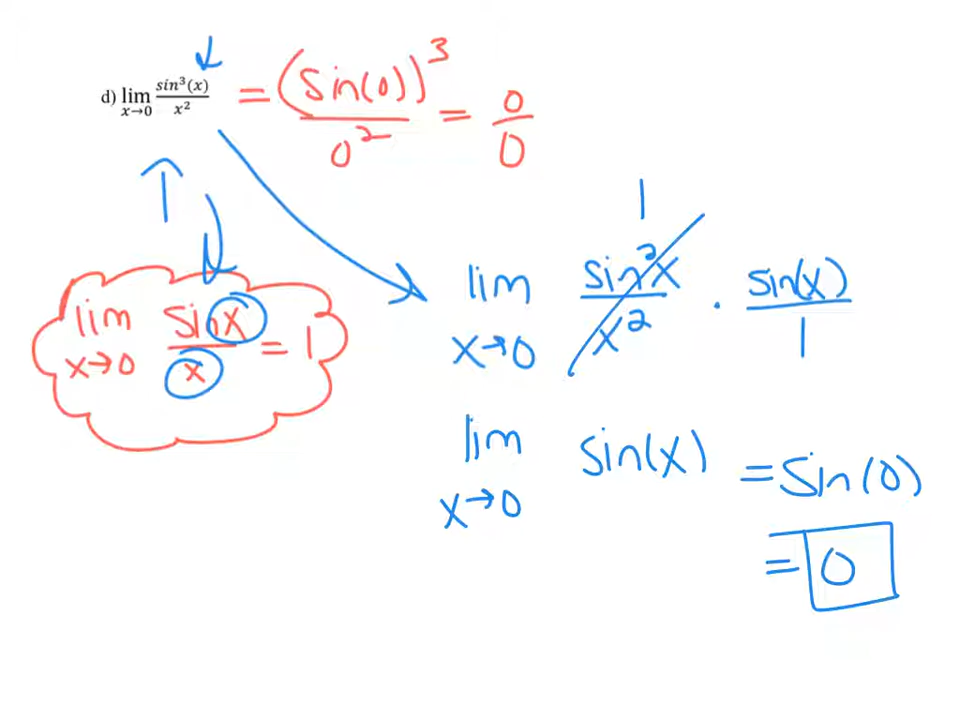 d) lim x→0 sin³(x)/x² = (sin(0))³/0² = 0/0
lim x→0 sinx/x = 1
lim x→0 sin²x/x² 1 · sin(x)/1
lim x→0 sin(x) = sin(0)
= 0